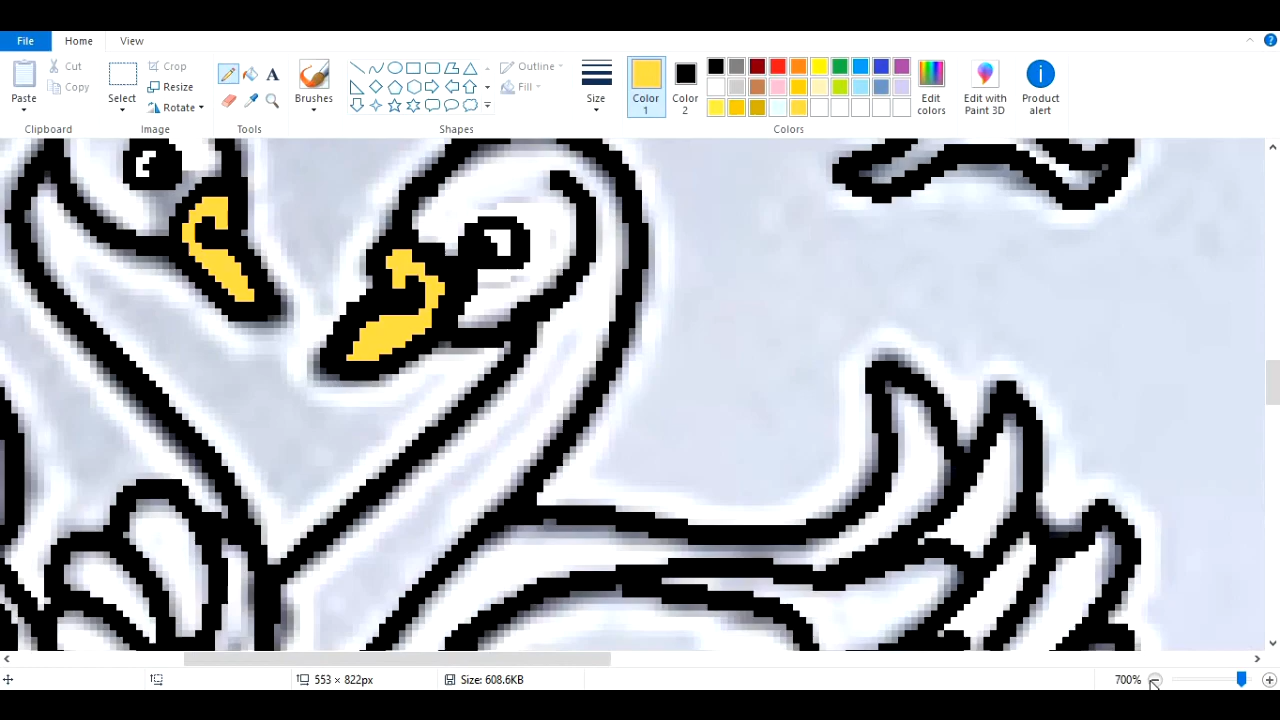 File Home View
Paste Cut Copy
Select Crop Resize Rotate
A
Brushes
Outline Fill
Size
Color 1
Color 2
Edit colors
Edit with Paint 3D
Product alert
Clipboard Image Tools Shapes Colors
553 × 822px Size: 608.6KB 700%